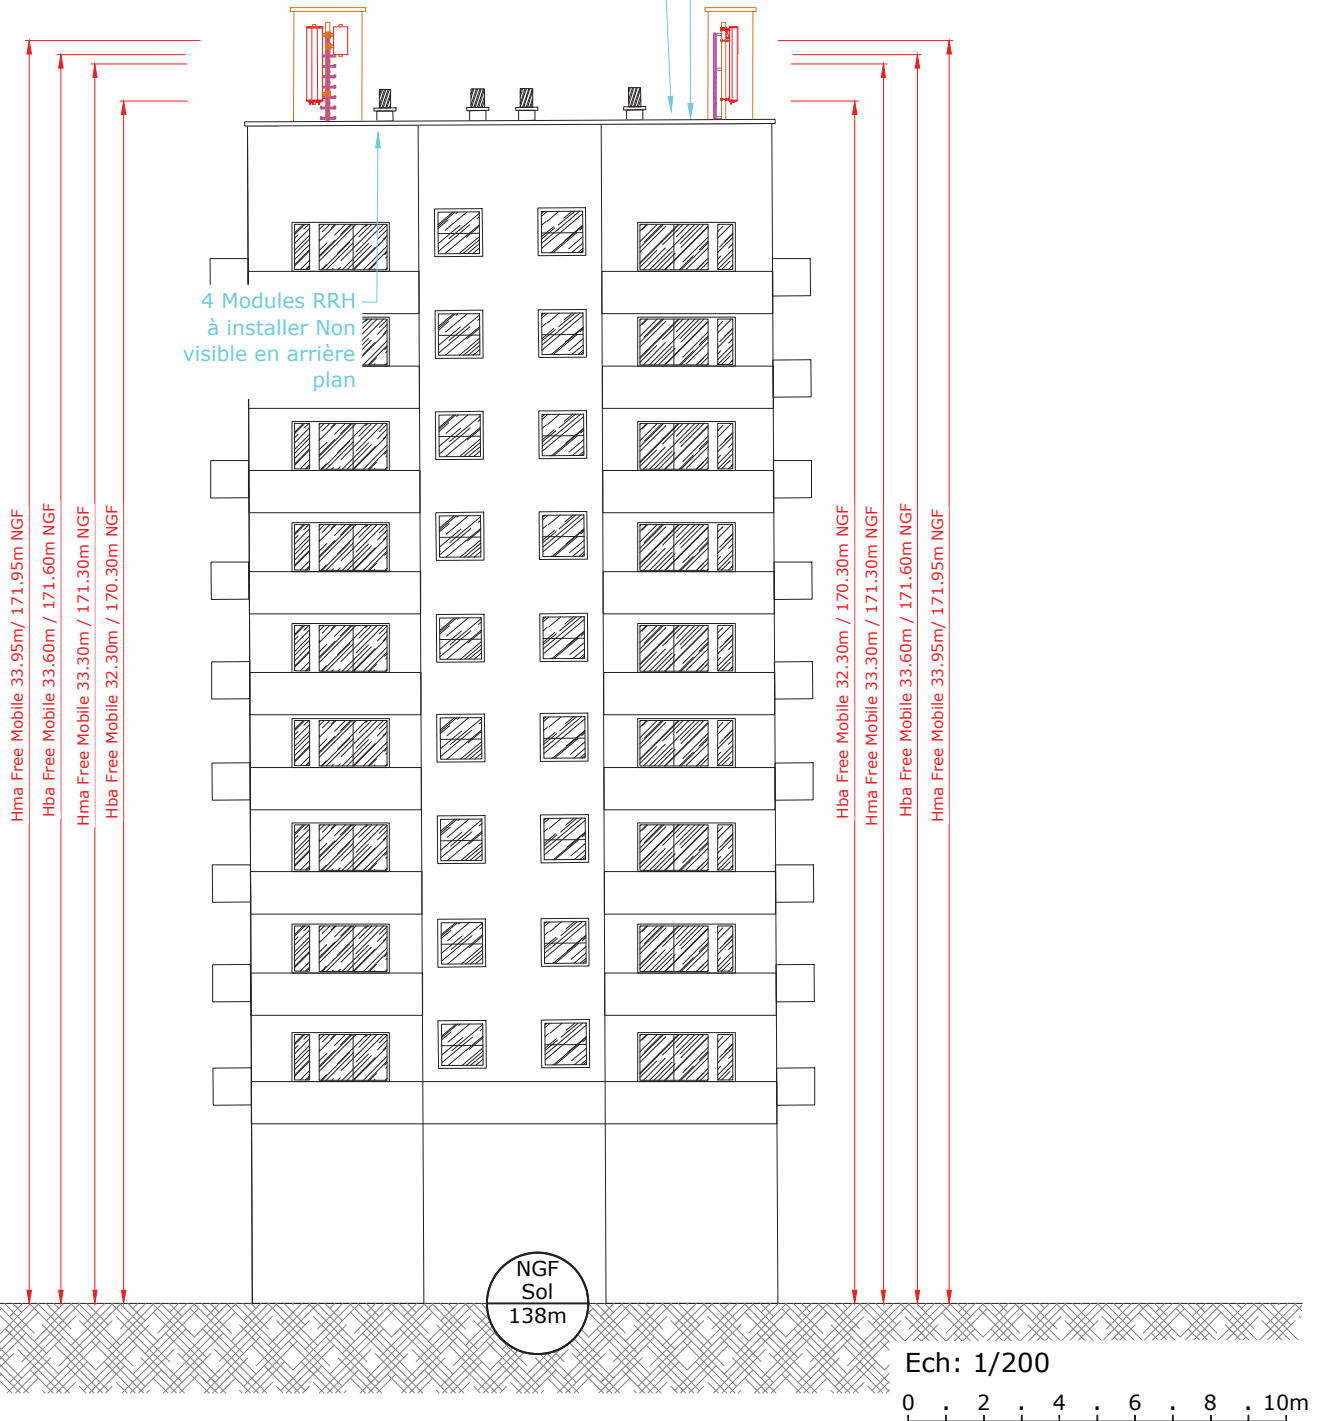 4 Modules RRH
à installer Non
visible en arrière
plan
Hma Free Mobile 33.95m/ 171.95m NGF
Hba Free Mobile 33.60m / 171.60m NGF
Hma Free Mobile 33.30m / 171.30m NGF
Hba Free Mobile 32.30m / 170.30m NGF
Hba Free Mobile 32.30m / 170.30m NGF
Hma Free Mobile 33.30m / 171.30m NGF
Hba Free Mobile 33.60m / 171.60m NGF
Hma Free Mobile 33.95m/ 171.95m NGF
NGF
Sol
138m
Ech: 1/200
0 . 2 . 4 . 6 . 8 . 10m